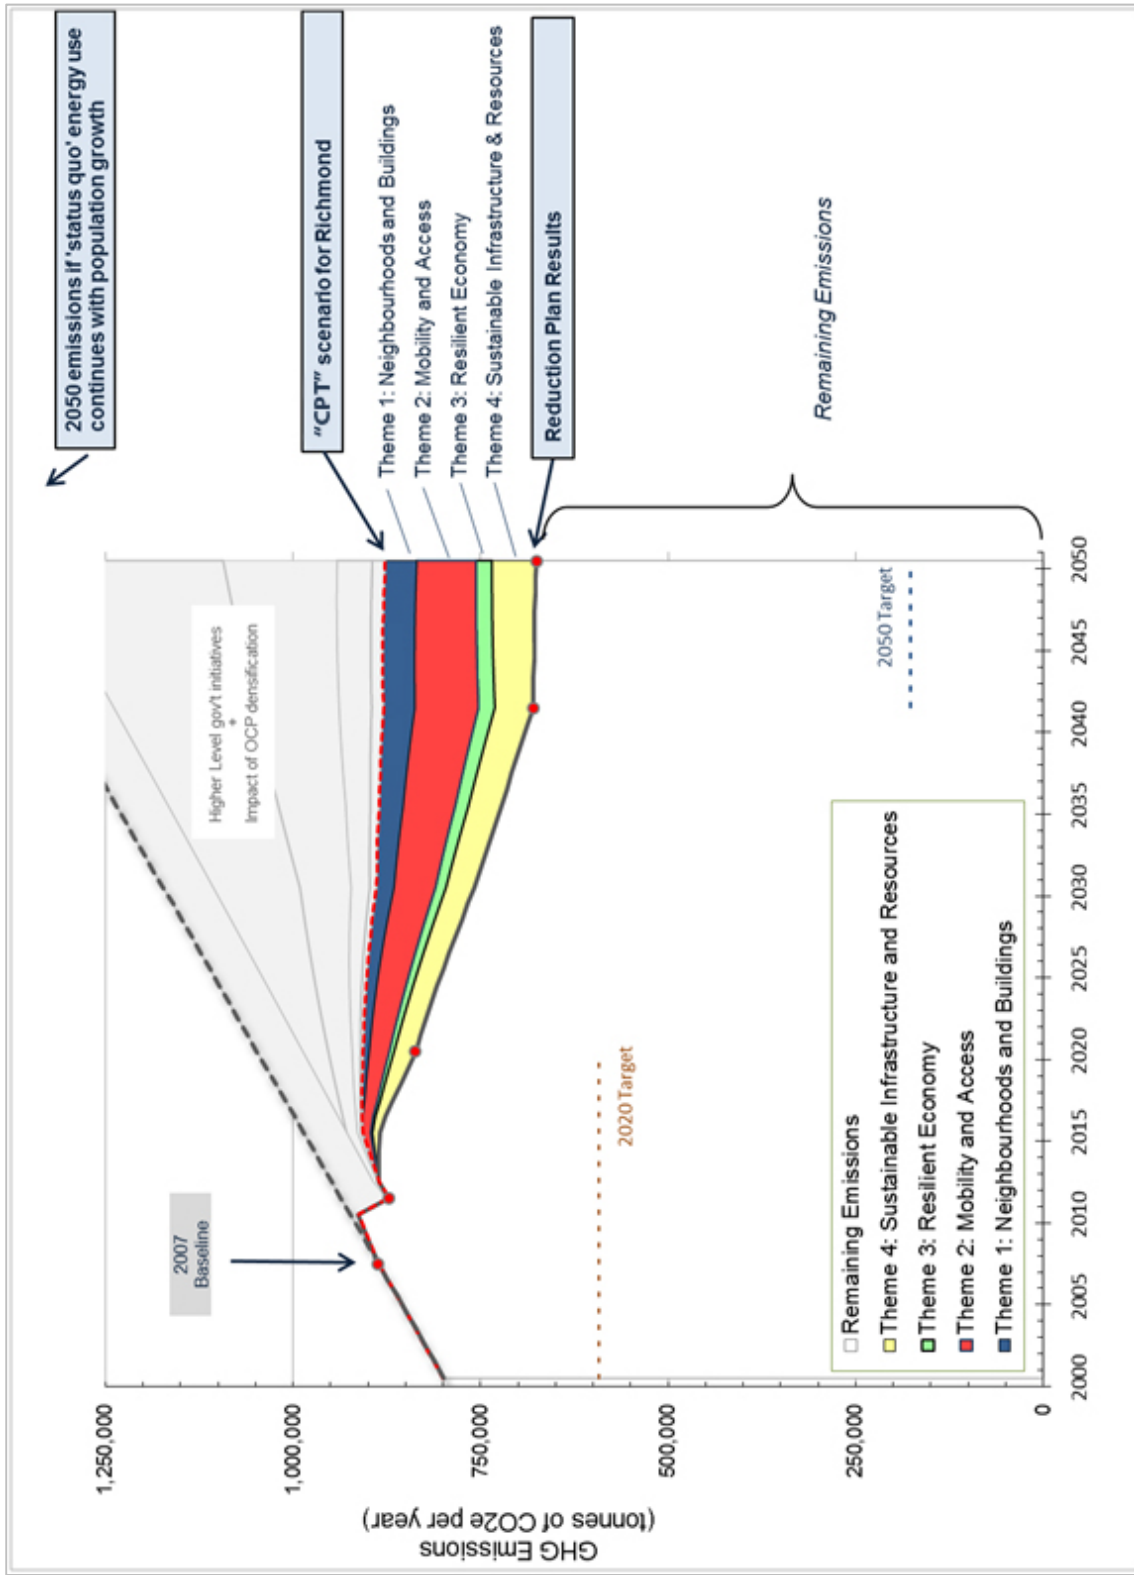 2050 emissions if 'status quo' energy use
continues with population growth
"CPT" scenario for Richmond
Theme 1: Neighbourhoods and Buildings
Theme 2: Mobility and Access
Theme 3: Resilient Economy
Theme 4: Sustainable Infrastructure & Resources
Reduction Plan Results
Remaining Emissions
Higher Level gov't initiatives
+
Impact of OCP densification
2007
Baseline
2020 Target
2050 Target
GHG Emissions
(tonnes of CO2e per year)
1,250,000
1,000,000
750,000
500,000
250,000
0
2000
2005
2010
2015
2020
2025
2030
2035
2040
2045
2050
Remaining Emissions
Theme 4: Sustainable Infrastructure and Resources
Theme 3: Resilient Economy
Theme 2: Mobility and Access
Theme 1: Neighbourhoods and Buildings